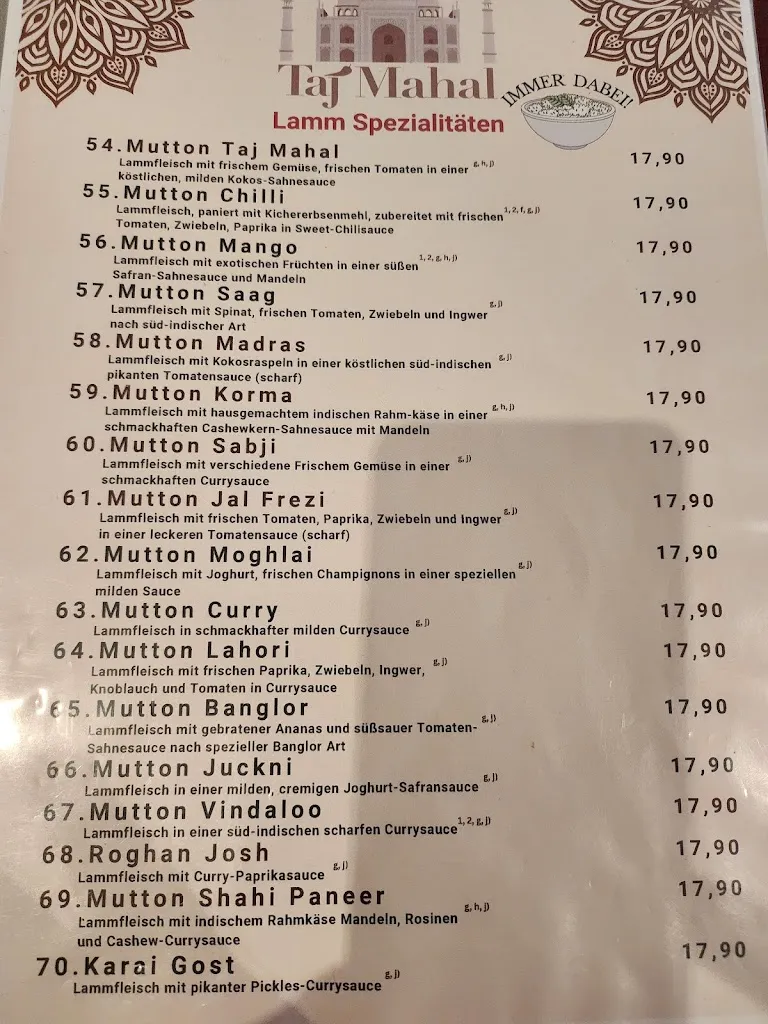 Taj Mahal
IMMER DABEI!
Lamm Spezialitäten
54.Mutton Taj Mahal 17,90
Lammfleisch mit frischem Gemüse, frischen Tomaten in einer g, h, j)
köstlichen, milden Kokos-Sahnesauce
55.Mutton Chilli 17,90
Lammfleisch, paniert mit Kichererbsenmehl, zubereitet mit frischen 1, 2, f, g, j)
Tomaten, Zwiebeln, Paprika in Sweet-Chilisauce
56.Mutton Mango 17,90
Lammfleisch mit exotischen Früchten in einer süßen 1, 2, g, h, j)
Safran-Sahnesauce und Mandeln
57.Mutton Saag 17,90
Lammfleisch mit Spinat, frischen Tomaten, Zwiebeln und Ingwer g, j)
nach süd-indischer Art
58.Mutton Madras 17,90
Lammfleisch mit Kokosraspeln in einer köstlichen süd-indischen g, j)
pikanten Tomatensauce (scharf)
59.Mutton Korma 17,90
Lammfleisch mit hausgemachtem indischen Rahm-käse in einer g, h, j)
schmackhaften Cashewkern-Sahnesauce mit Mandeln
60.Mutton Sabji 17,90
Lammfleisch mit verschiedene Frischem Gemüse in einer g, j)
schmackhaften Currysauce
61.Mutton Jal Frezi 17,90
Lammfleisch mit frischen Tomaten, Paprika, Zwiebeln und Ingwer g, j)
in einer leckeren Tomatensauce (scharf)
62.Mutton Moghlai 17,90
Lammfleisch mit Joghurt, frischen Champignons in einer speziellen g, j)
milden Sauce
63.Mutton Curry 17,90
Lammfleisch in schmackhafter milden Currysauce g, j)
64.Mutton Lahori 17,90
Lammfleisch mit frischen Paprika, Zwiebeln, Ingwer, g, j)
Knoblauch und Tomaten in Currysauce
65.Mutton Banglor 17,90
Lammfleisch mit gebratener Ananas und süßsauer Tomaten- g, j)
Sahnesauce nach spezieller Banglor Art
66.Mutton Juckni 17,90
Lammfleisch in einer milden, cremigen Joghurt-Safransauce g, j)
67.Mutton Vindaloo 17,90
Lammfleisch in einer süd-indischen scharfen Currysauce 1, 2, g, j)
68.Roghan Josh 17,90
Lammfleisch mit Curry-Paprikasauce g, j)
69.Mutton Shahi Paneer 17,90
Lammfleisch mit indischem Rahmkäse Mandeln, Rosinen g, h, j)
und Cashew-Currysauce
70.Karai Gost 17,90
Lammfleisch mit pikanter Pickles-Currysauce g, j)